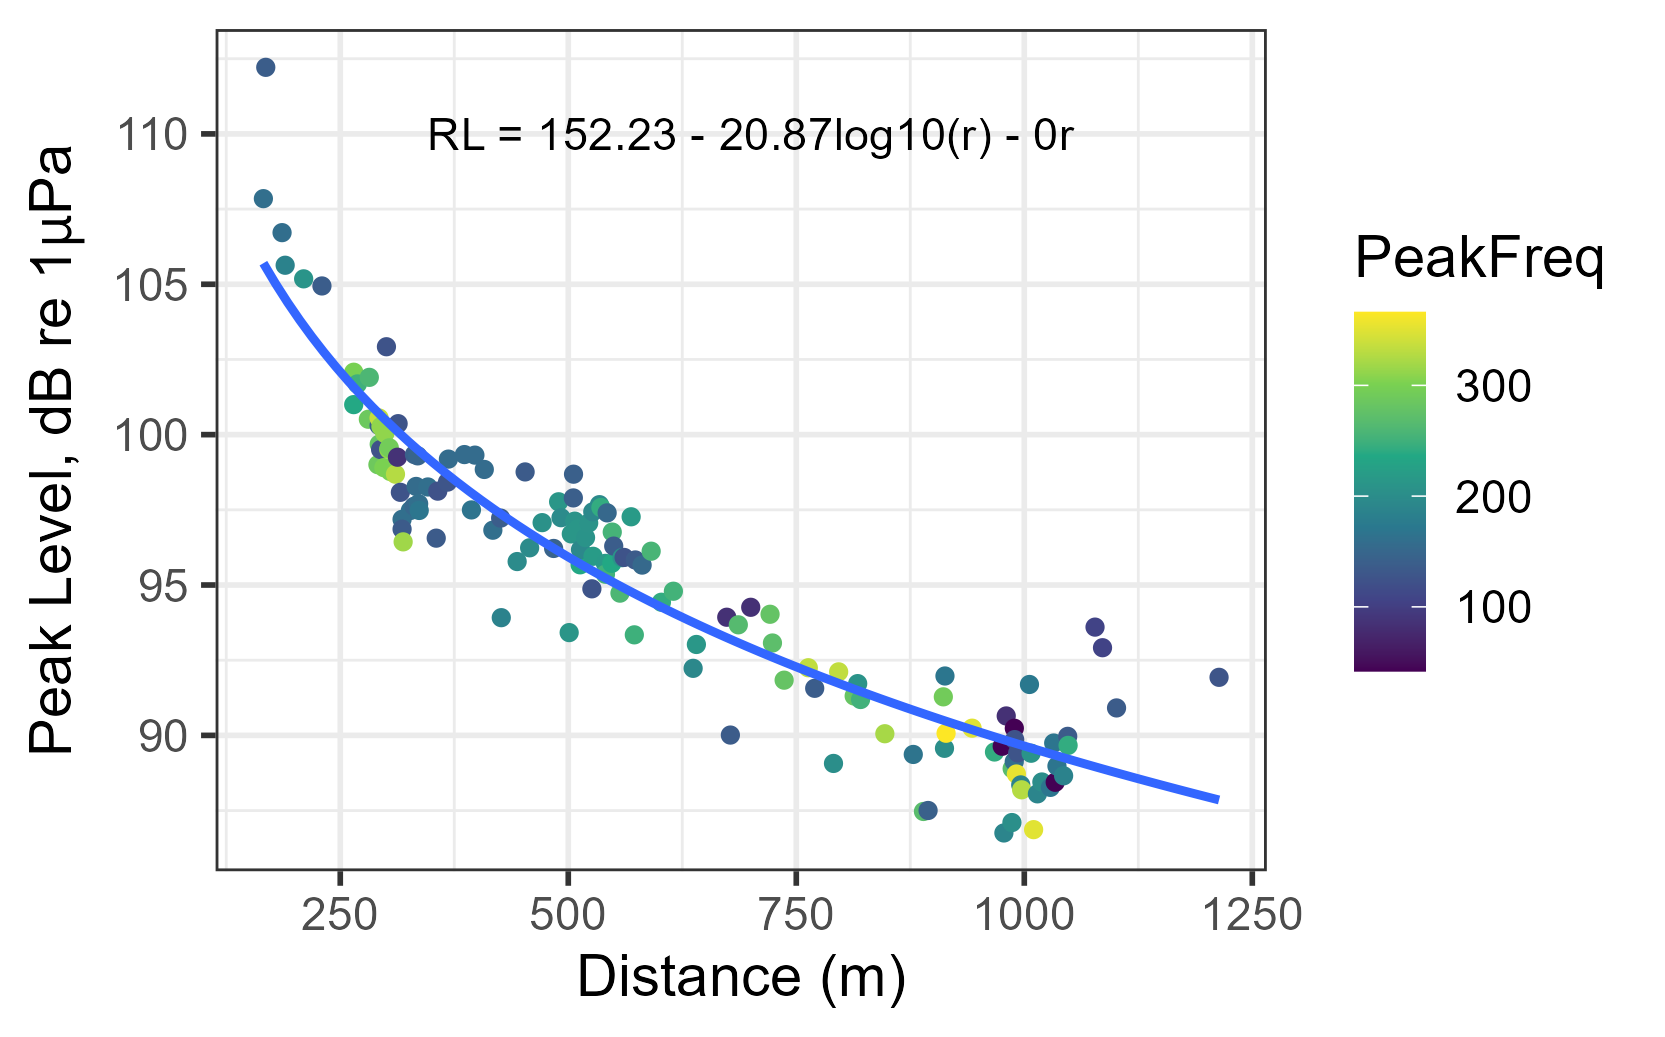 RL = 152.23 - 20.87log10(r) - 0r
Peak Level, dB re 1µPa
110
105
100
95
90
250 500 750 1000 1250
Distance (m)
PeakFreq
300
200
100